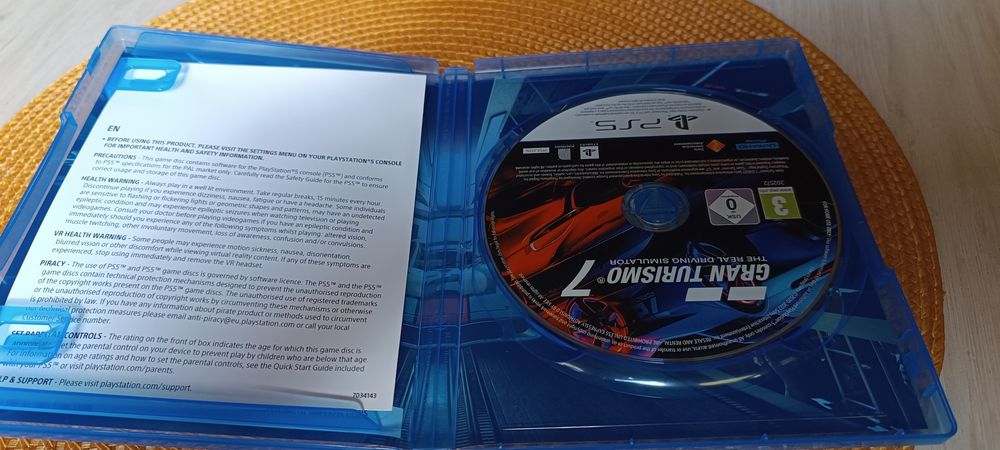 EN
• BEFORE USING THIS PRODUCT, PLEASE VISIT THE SETTINGS MENU ON YOUR PLAYSTATION®5 CONSOLE
FOR IMPORTANT HEALTH AND SAFETY INFORMATION.
PRECAUTIONS - This game disc contains software for the PlayStation®5 console (PS5™) and conforms
to PS5™ specifications for the PAL market only. Carefully read the Safety Guide for the PS5™ to ensure
correct usage and storage of this game disc.
HEALTH WARNING - Always play in a well lit environment. Take regular breaks, 15 minutes every hour.
Discontinue playing if you experience dizziness, nausea, fatigue or have a headache. Some individuals
are sensitive to flashing or flickering lights or geometric shapes and patterns, may have an undetected
epileptic condition and may experience epileptic seizures when watching television or playing
videogames. Consult your doctor before playing videogames if you have an epileptic condition and
immediately should you experience any of the following symptoms whilst playing: altered vision,
muscle twitching, other involuntary movement, loss of awareness, confusion and/or convulsions.
VR HEALTH WARNING - Some people may experience motion sickness, nausea, disorientation,
blurred vision or other discomfort while viewing virtual reality content. If any of these symptoms are
experienced, stop using immediately and remove the VR headset.
PIRACY - The use of PS5™ and PS5™ game discs is governed by software licence. The PS5™ and the PS5™
game discs contain technical protection mechanisms designed to prevent the unauthorised reproduction
of the copyright works present on the PS5™ game discs. The unauthorised use of registered trademarks
or the unauthorised reproduction of copyright works by circumventing these mechanisms or otherwise
is prohibited by law. If you have any information about pirate product or methods used to circumvent
our technical protection measures please email anti-piracy@eu.playstation.com or call your local
Customer Service number.
SET PARENTAL CONTROLS - The rating on the front of box indicates the age for which this game disc is
set the parental control on your device to prevent play by children who are below that age.
For information on age ratings and how to set the parental controls, see the Quick Start Guide included
with your PS5™ or visit playstation.com/parents.
HELP & SUPPORT - Please visit playstation.com/support.
7034143
PS5
3
0
USK
GRAN TURISMO® 7
THE REAL DRIVING SIMULATOR